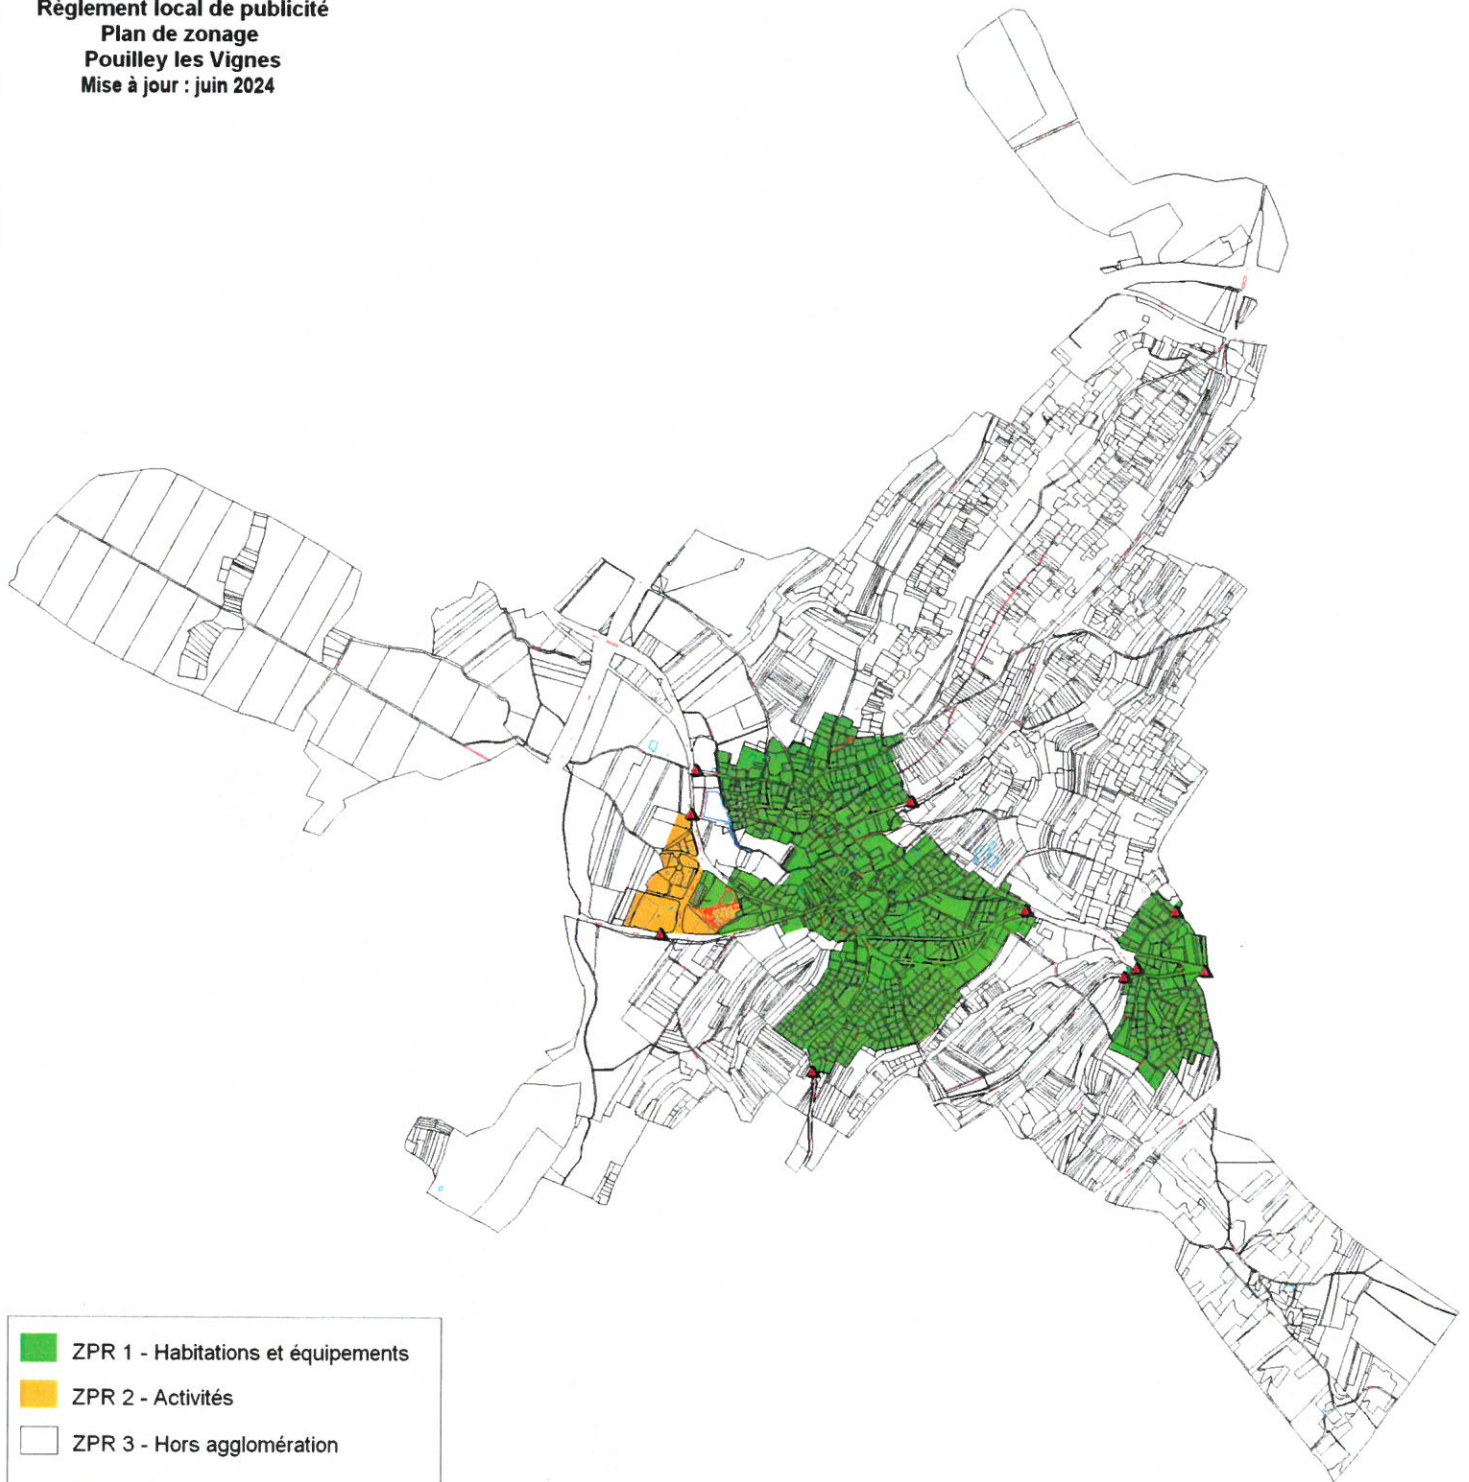 Règlement local de publicité
Plan de zonage
Pouilley les Vignes
Mise à jour : juin 2024
ZPR 1 - Habitations et équipements
ZPR 2 - Activités
ZPR 3 - Hors agglomération